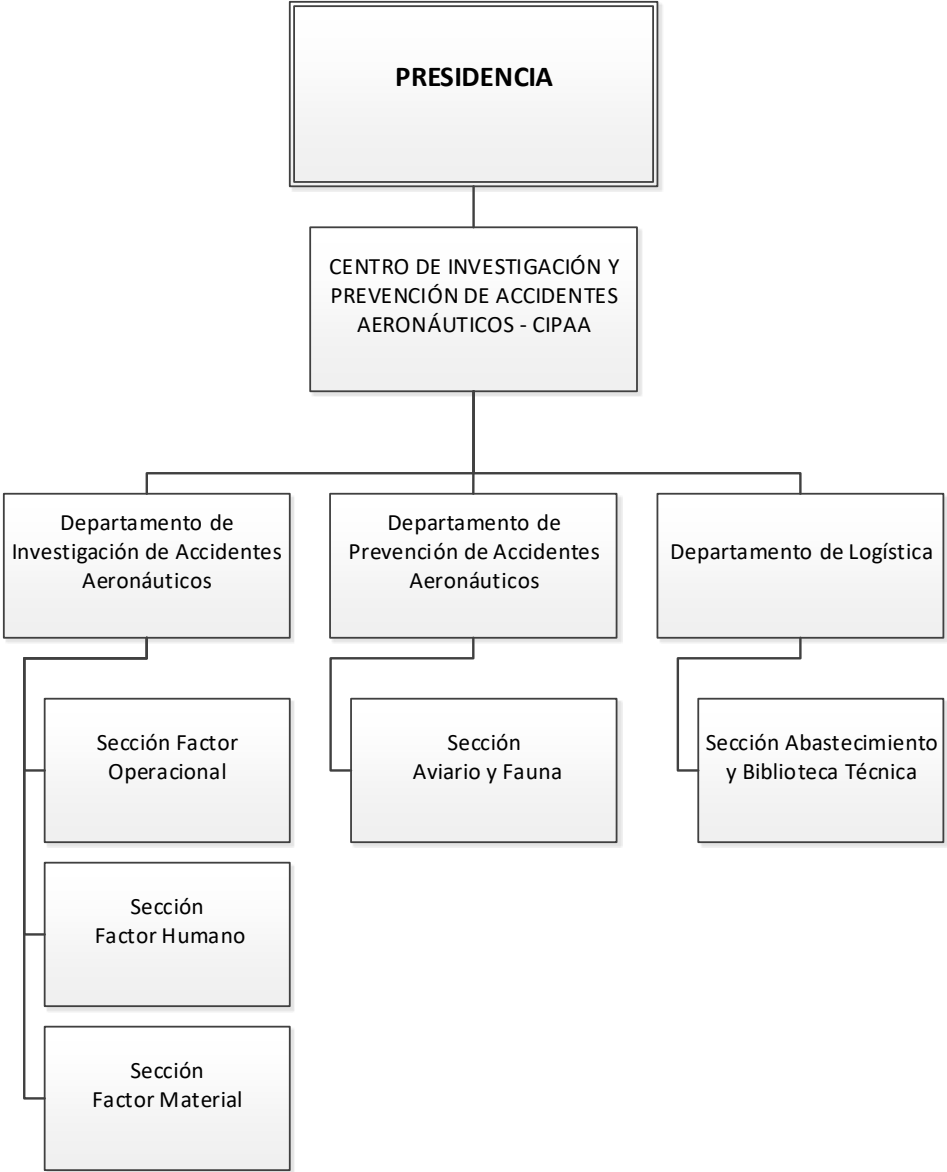 PRESIDENCIA
CENTRO DE INVESTIGACIÓN Y
PREVENCIÓN DE ACCIDENTES
AERONÁUTICOS - CIPAA
Departamento de
Investigación de Accidentes
Aeronáuticos
Departamento de
Prevención de Accidentes
Aeronáuticos
Departamento de Logística
Sección Factor
Operacional
Sección
Aviario y Fauna
Sección Abastecimiento
y Biblioteca Técnica
Sección
Factor Humano
Sección
Factor Material